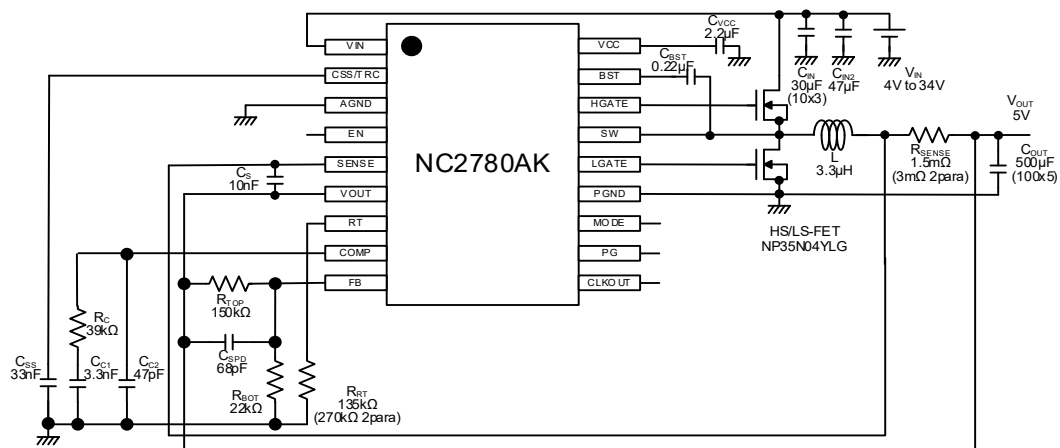 VIN
CSS/TRC
AGND
EN
SENSE
VOUT
RT
COMP
FB
NC2780AK
VCC
BST
HGATE
SW
LGATE
PGND
MODE
PG
CLKOUT
CVCC
2.2µF
CBST
0.22µF
CIN
30µF
(10x3)
CIN2
47µF
VIN
4V to 34V
VOUT
5V
L
3.3µH
RSENSE
1.5mΩ
(3mΩ 2para)
COUT
500µF
(100x5)
HS/LS-FET
NP35N04YLG
CS
10nF
RTOP
150kΩ
CSPD
68pF
RC
39kΩ
CSS
33nF
CC1
3.3nF
CC2
47pF
RBOT
22kΩ
RRT
135kΩ
(270kΩ 2para)